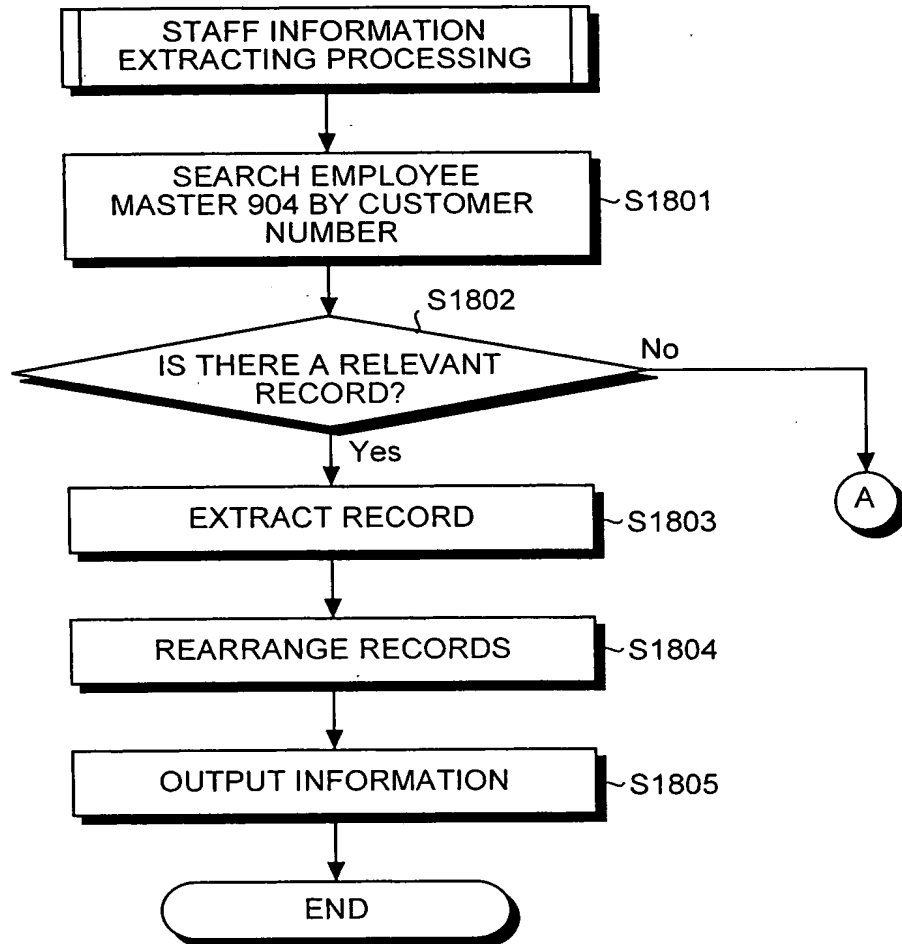 STAFF INFORMATION
EXTRACTING PROCESSING
SEARCH EMPLOYEE
MASTER 904 BY CUSTOMER
NUMBER
S1801
S1802
IS THERE A RELEVANT
RECORD?
No
Yes
A
EXTRACT RECORD
S1803
REARRANGE RECORDS
S1804
OUTPUT INFORMATION
S1805
END